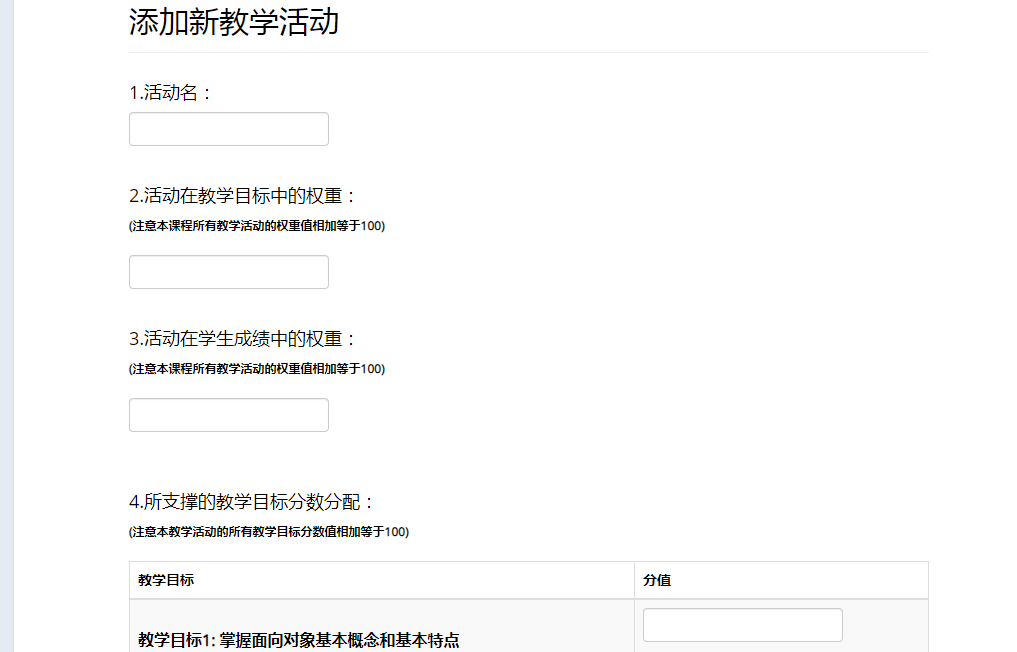 添加新教学活动
1.活动名：
2.活动在教学目标中的权重：
(注意本课程所有教学活动的权重值相加等于100)
3.活动在学生成绩中的权重：
(注意本课程所有教学活动的权重值相加等于100)
4.所支撑的教学目标分数分配：
(注意本教学活动的所有教学目标分数值相加等于100)
教学目标 分值
教学目标1: 掌握面向对象基本概念和基本特点